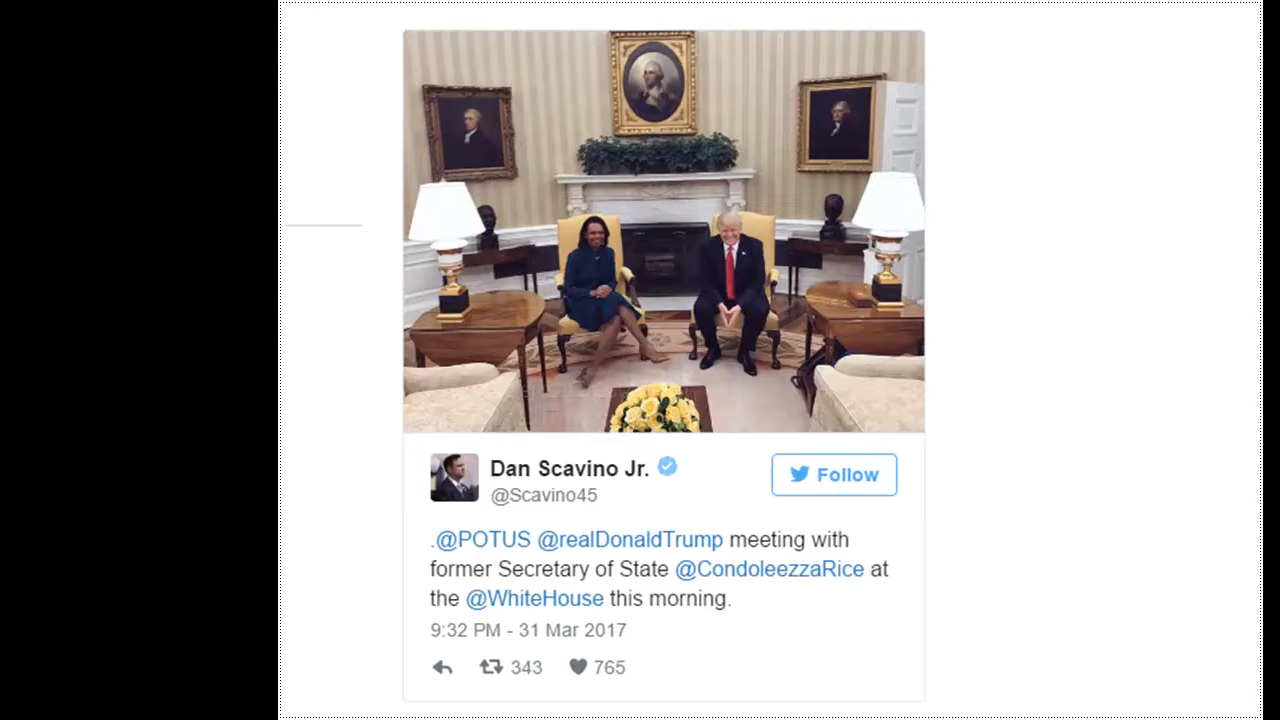 Dan Scavino Jr.
Follow
@Scavino45
.@POTUS @realDonaldTrump meeting with
former Secretary of State @CondoleezzaRice at
the @WhiteHouse this morning.
9:32 PM - 31 Mar 2017
343 765